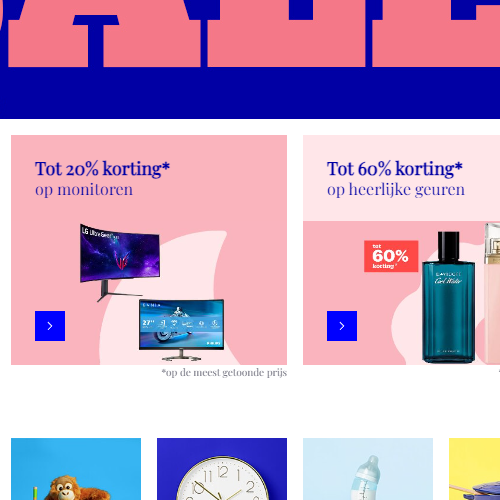 SALE
Tot 20% korting*
op monitoren
LG UltraGear
*op de meest getoonde prijs
Tot 60% korting*
op heerlijke geuren
tot
60%
korting*
DAVIDOFF
Cool Water